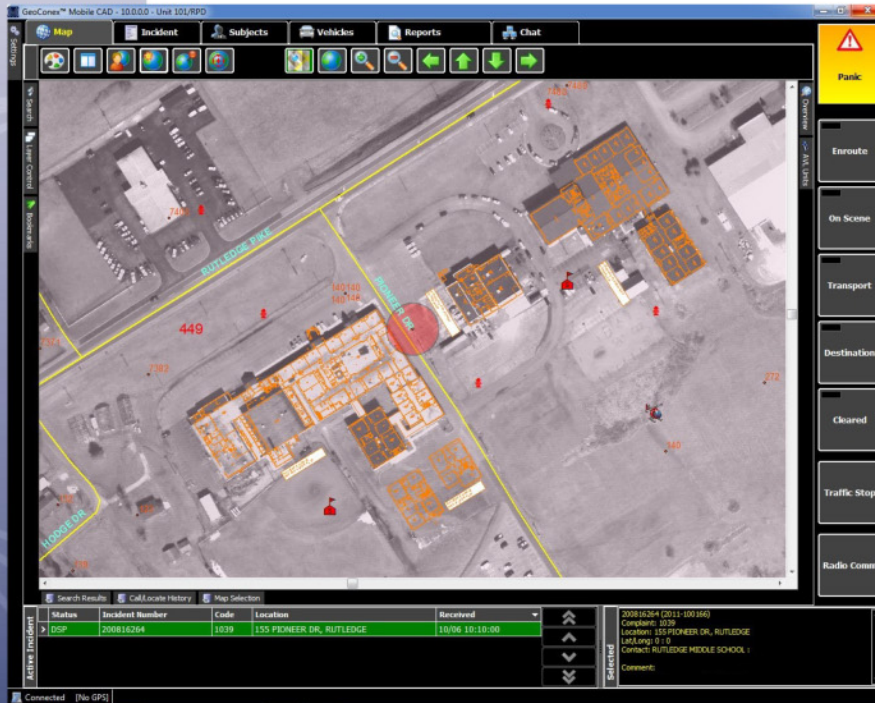 GeoConex™ Mobile CAD - 10.0.0.0 - Unit 101/RPD
Settings
Map
Incident
Subjects
Vehicles
Reports
Chat
Panic
Search
Layer Control
Bookmarks
Overview
AVL Units
Enroute
On Scene
Transport
Destination
Cleared
Traffic Stop
Radio Comm
RUTLEDGE PIKE
PIONEER DR
449
7382
272
140
HODGE DR
Search Results
Call/Locate History
Map Selection
Active Incident
Status Incident Number Code Location Received
DSP 200816264 1039 155 PIONEER DR, RUTLEDGE 10/06 10:10:00
Selected
200816264 (2011-100166)
Complaint: 1039
Location: 155 PIONEER DR, RUTLEDGE
Lat/Long: 0 : 0
Contact: RUTLEDGE MIDDLE SCHOOL :
Comment:
Connected [No GPS]